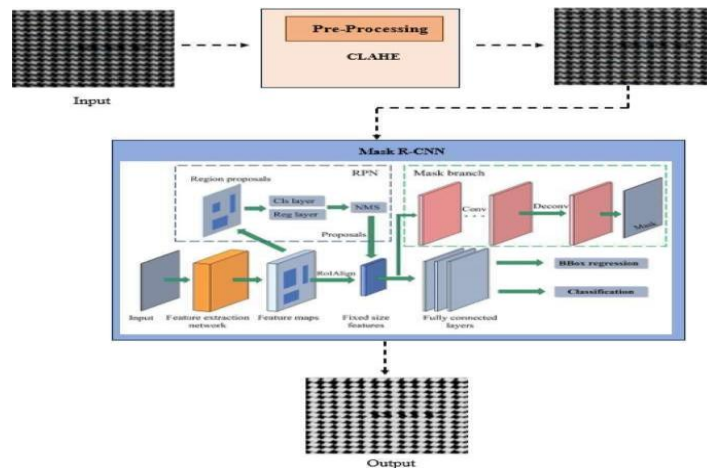 Pre-Processing
CLAHE
Input
Mask R-CNN
RPN
Mask branch
Region proposals
Cls layer
Reg layer
NMS
Conv
Deconv
Mask
Proposals
RoIAlign
BBox regression
Classification
Input
Feature extraction
network
Feature maps
Fixed size
features
Fully connected
layers
Output